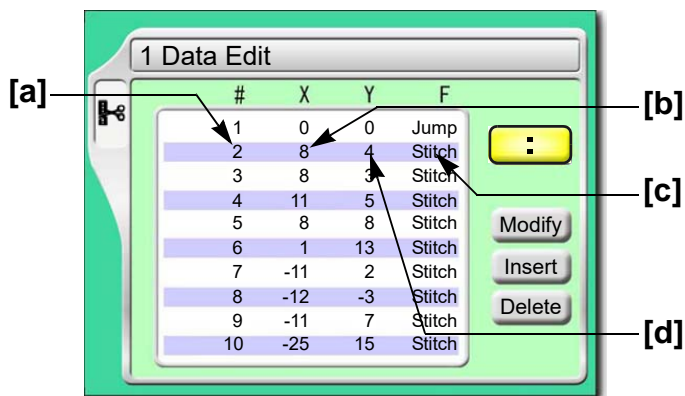 1 Data Edit
[a]
# X Y F
[b]
1 0 0 Jump
2 8 4 Stitch
:
3 8 3 Stitch
[c]
4 11 5 Stitch
5 8 8 Stitch
Modify
6 1 13 Stitch
7 -11 2 Stitch
Insert
8 -12 -3 Stitch
Delete
9 -11 7 Stitch
[d]
10 -25 15 Stitch